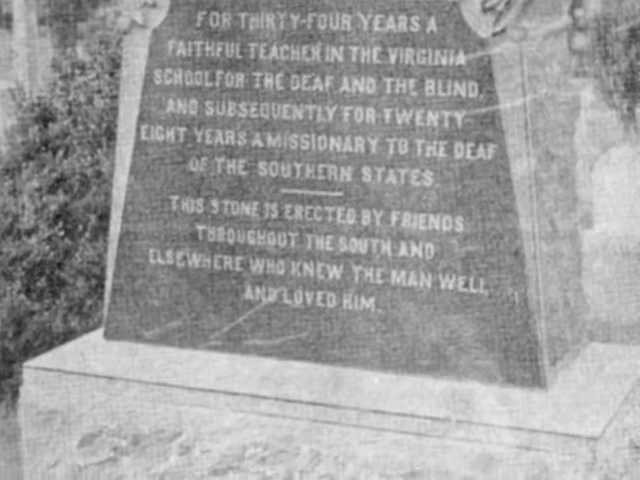 FOR THIRTY-FOUR YEARS A
FAITHFUL TEACHER IN THE VIRGINIA
SCHOOL FOR THE DEAF AND THE BLIND,
AND SUBSEQUENTLY FOR TWENTY
EIGHT YEARS A MISSIONARY TO THE DEAF
OF THE SOUTHERN STATES.
THIS STONE IS ERECTED BY FRIENDS
THROUGHOUT THE SOUTH AND
ELSEWHERE WHO KNEW THE MAN WELL,
AND LOVED HIM.